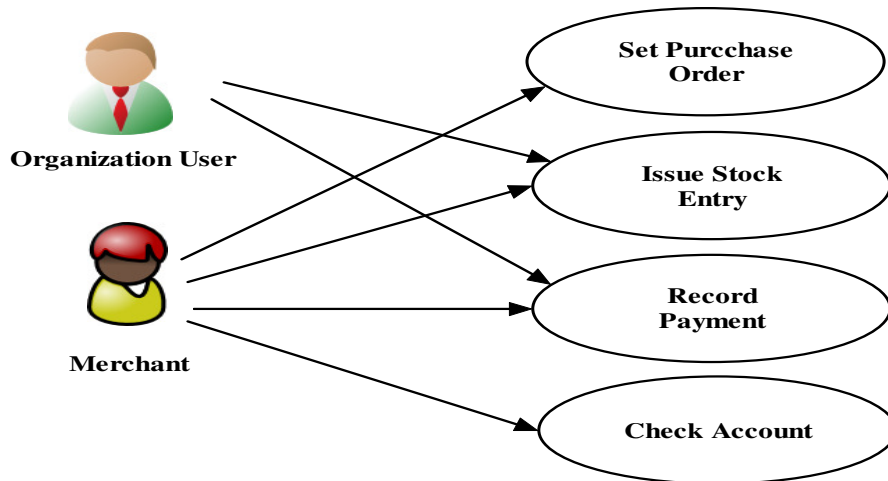 Set Purcchase
Order
Organization User
Issue Stock
Entry
Merchant
Record
Payment
Check Account